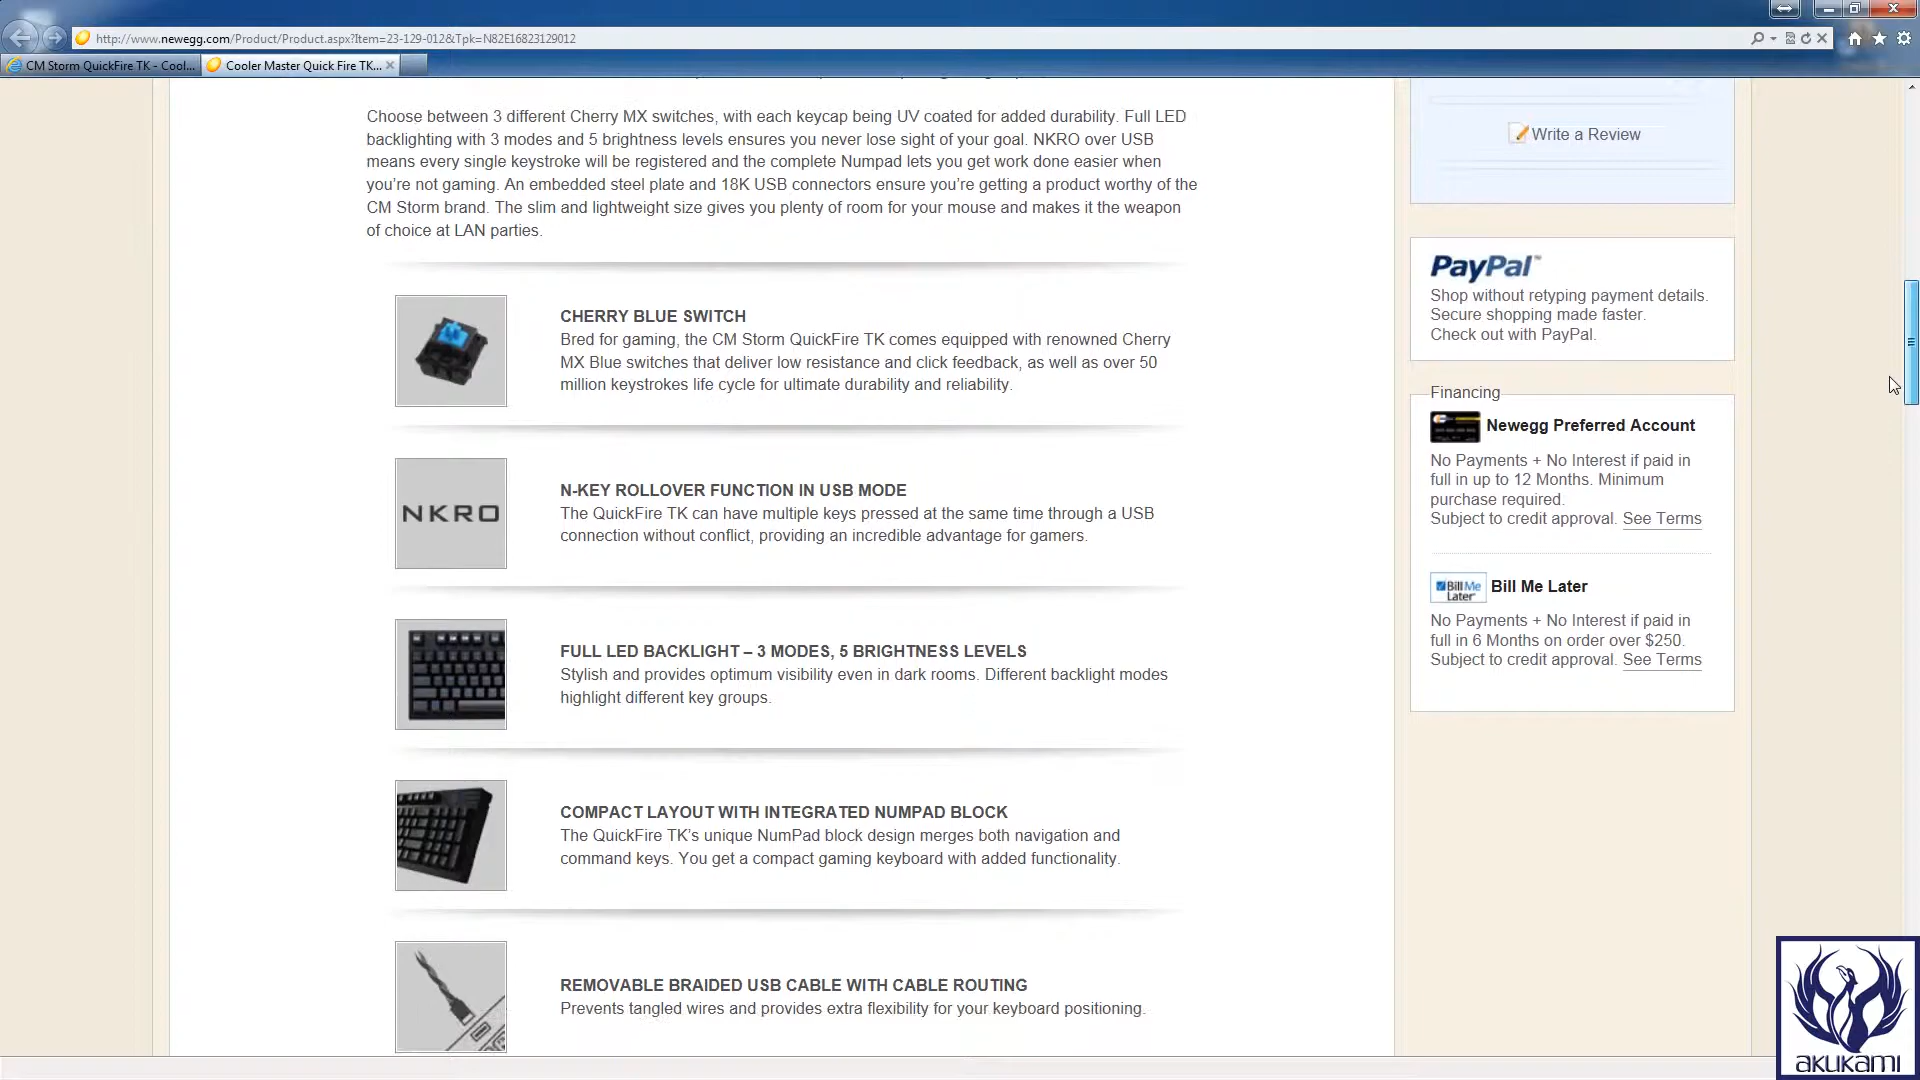 http://www.newegg.com/Product/Product.aspx?Item=23-129-012&Tpk=N82E16823129012
CM Storm QuickFire TK - Cool...
Cooler Master Quick Fire TK...
Choose between 3 different Cherry MX switches, with each keycap being UV coated for added durability. Full LED
backlighting with 3 modes and 5 brightness levels ensures you never lose sight of your goal. NKRO over USB
means every single keystroke will be registered and the complete Numpad lets you get work done easier when
you’re not gaming. An embedded steel plate and 18K USB connectors ensure you’re getting a product worthy of the
CM Storm brand. The slim and lightweight size gives you plenty of room for your mouse and makes it the weapon
of choice at LAN parties.
CHERRY BLUE SWITCH
Bred for gaming, the CM Storm QuickFire TK comes equipped with renowned Cherry
MX Blue switches that deliver low resistance and click feedback, as well as over 50
million keystrokes life cycle for ultimate durability and reliability.
NKRO
N-KEY ROLLOVER FUNCTION IN USB MODE
The QuickFire TK can have multiple keys pressed at the same time through a USB
connection without conflict, providing an incredible advantage for gamers.
FULL LED BACKLIGHT – 3 MODES, 5 BRIGHTNESS LEVELS
Stylish and provides optimum visibility even in dark rooms. Different backlight modes
highlight different key groups.
COMPACT LAYOUT WITH INTEGRATED NUMPAD BLOCK
The QuickFire TK’s unique NumPad block design merges both navigation and
command keys. You get a compact gaming keyboard with added functionality.
REMOVABLE BRAIDED USB CABLE WITH CABLE ROUTING
Prevents tangled wires and provides extra flexibility for your keyboard positioning.
Write a Review
PayPal™
Shop without retyping payment details.
Secure shopping made faster.
Check out with PayPal.
Financing
Newegg Preferred Account
No Payments + No Interest if paid in
full in up to 12 Months. Minimum
purchase required.
Subject to credit approval. See Terms
Bill Me
Later
Bill Me Later
No Payments + No Interest if paid in
full in 6 Months on order over $250.
Subject to credit approval. See Terms
akukami